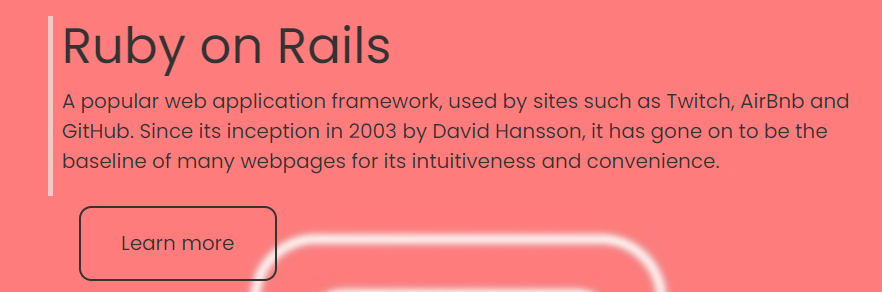 Ruby on Rails
A popular web application framework, used by sites such as Twitch, AirBnb and
GitHub. Since its inception in 2003 by David Hansson, it has gone on to be the
baseline of many webpages for its intuitiveness and convenience.
Learn more